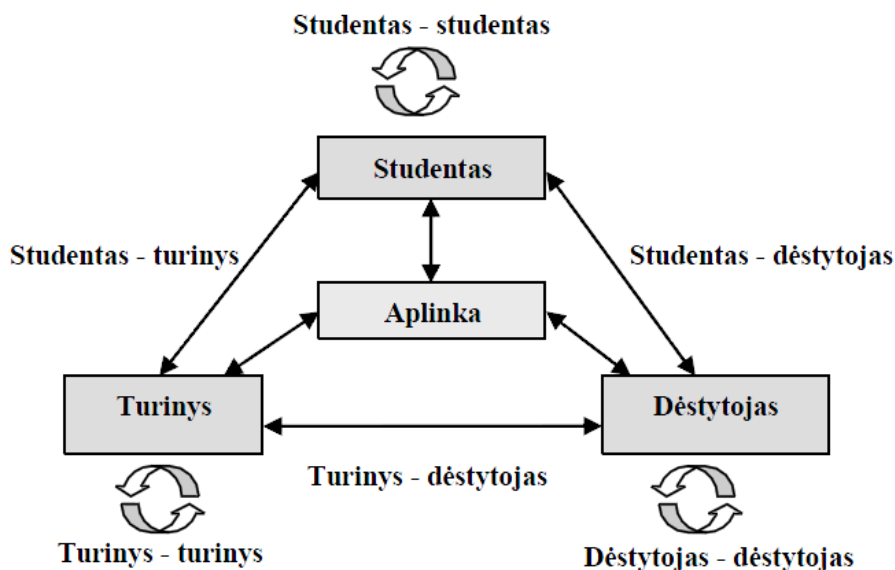 Studentas - studentas
Studentas
Studentas - turinys
Studentas - dėstytojas
Aplinka
Turinys
Dėstytojas
Turinys - dėstytojas
Turinys - turinys
Dėstytojas - dėstytojas